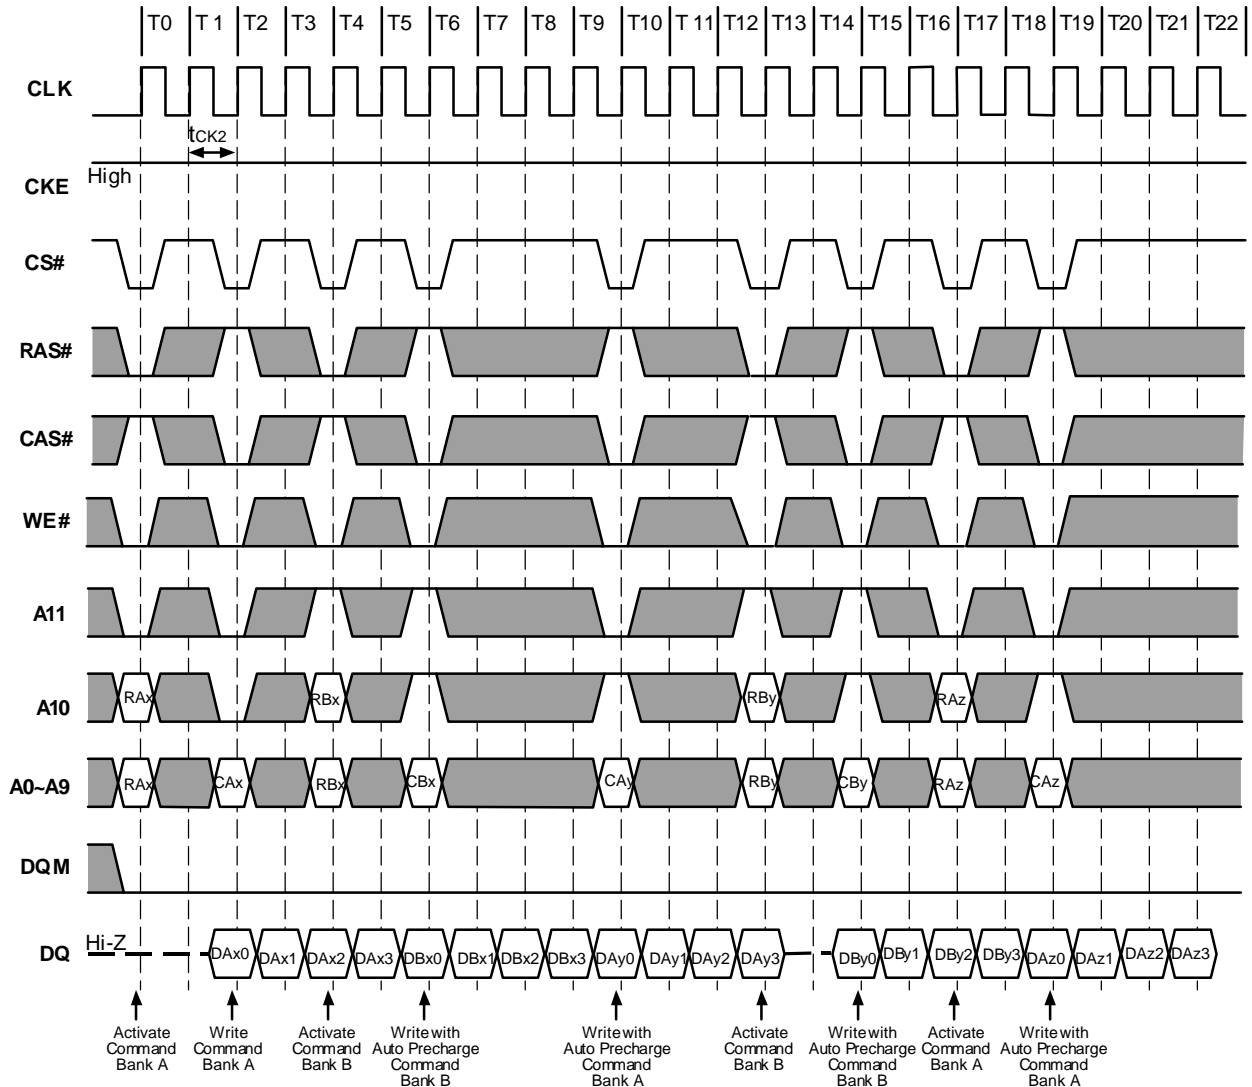 T0 T 1 T2 T3 T4 T5 T6 T7 T8 T9 T10 T 11 T12 T13 T14 T15 T16 T17 T18 T19 T20 T21 T22
CLK
tCK2
High
CKE
CS#
RAS#
CAS#
WE#
A11
A10
RAx RBx RBy RAz
A0~A9
RAx CAx RBx CBx CAy RBy CBy RAz CAz
DQM
Hi-Z
DQ
DAx0 DAx1 DAx2 DAx3 DBx0 DBx1 DBx2 DBx3 DAy0 DAy1 DAy2 DAy3 DBy0 DBy1 DBy2 DBy3 DAz0 DAz1 DAz2 DAz3
Activate
Command
Bank A
Write
Command
Bank A
Activate
Command
Bank B
Write with
Auto Precharge
Command
Bank B
Write with
Auto Precharge
Command
Bank A
Activate
Command
Bank B
Write with
Auto Precharge
Command
Bank B
Activate
Command
Bank A
Write with
Auto Precharge
Command
Bank A